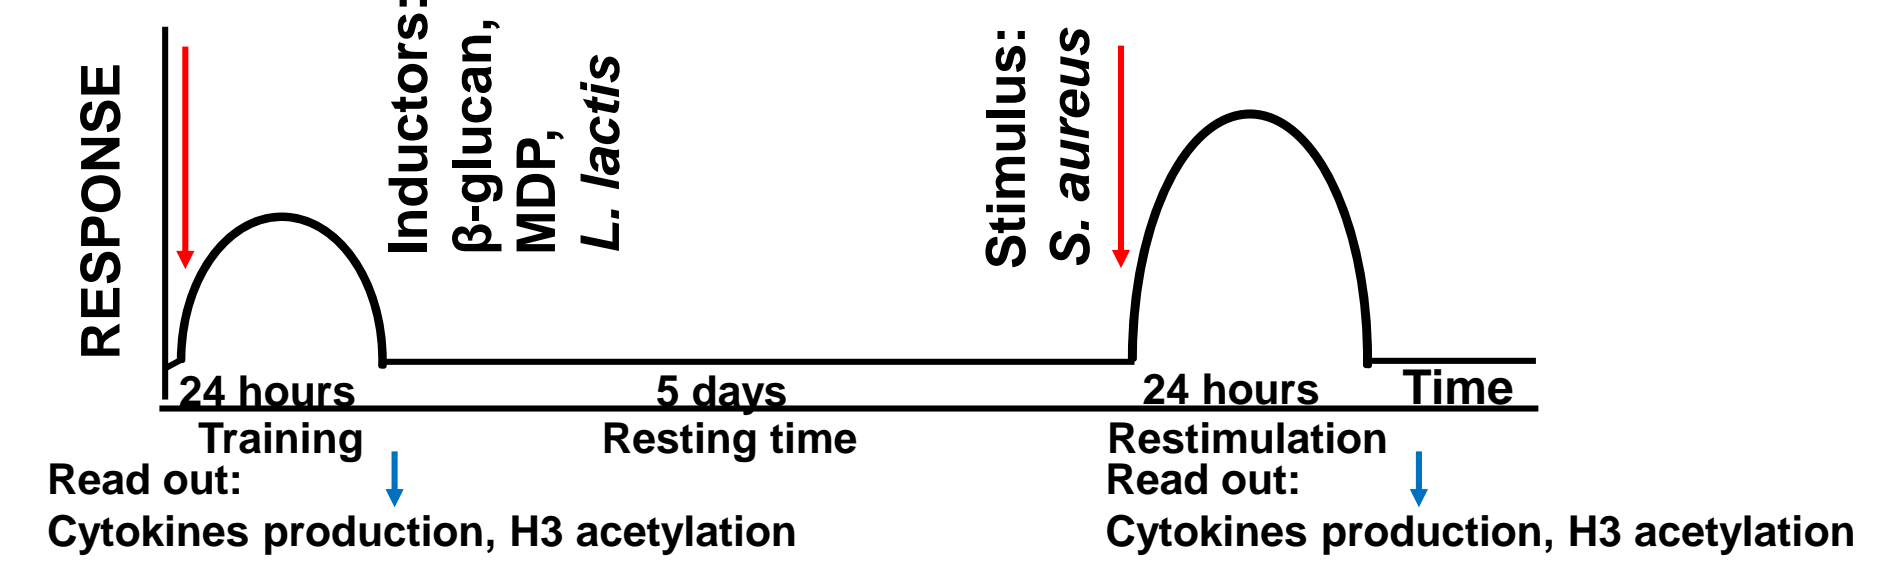 RESPONSE
Inductors:
β-glucan,
MDP,
L. lactis
Stimulus:
S. aureus
24 hours
5 days
24 hours
Time
Training
Resting time
Restimulation
Read out:
Read out:
Cytokines production, H3 acetylation
Cytokines production, H3 acetylation